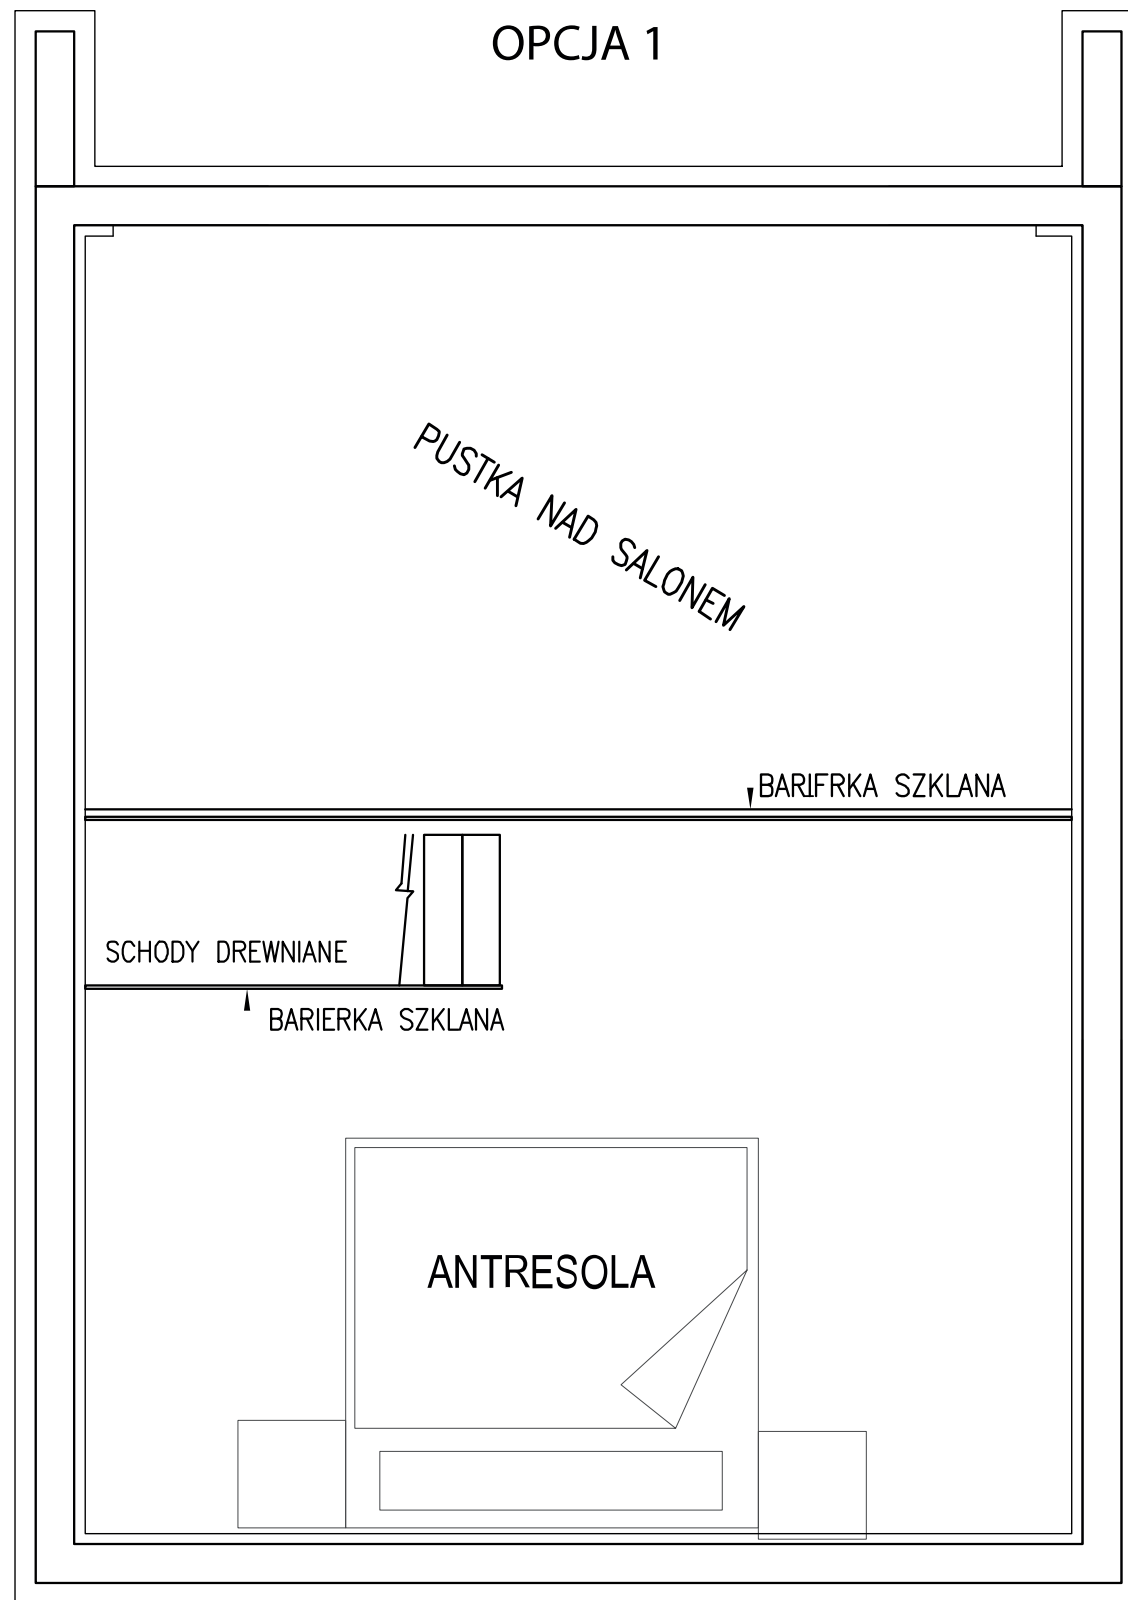 OPCJA 1
PUSTKA NAD SALONEM
BARIFRKA SZKLANA
SCHODY DREWNIANE
BARIERKA SZKLANA
ANTRESOLA